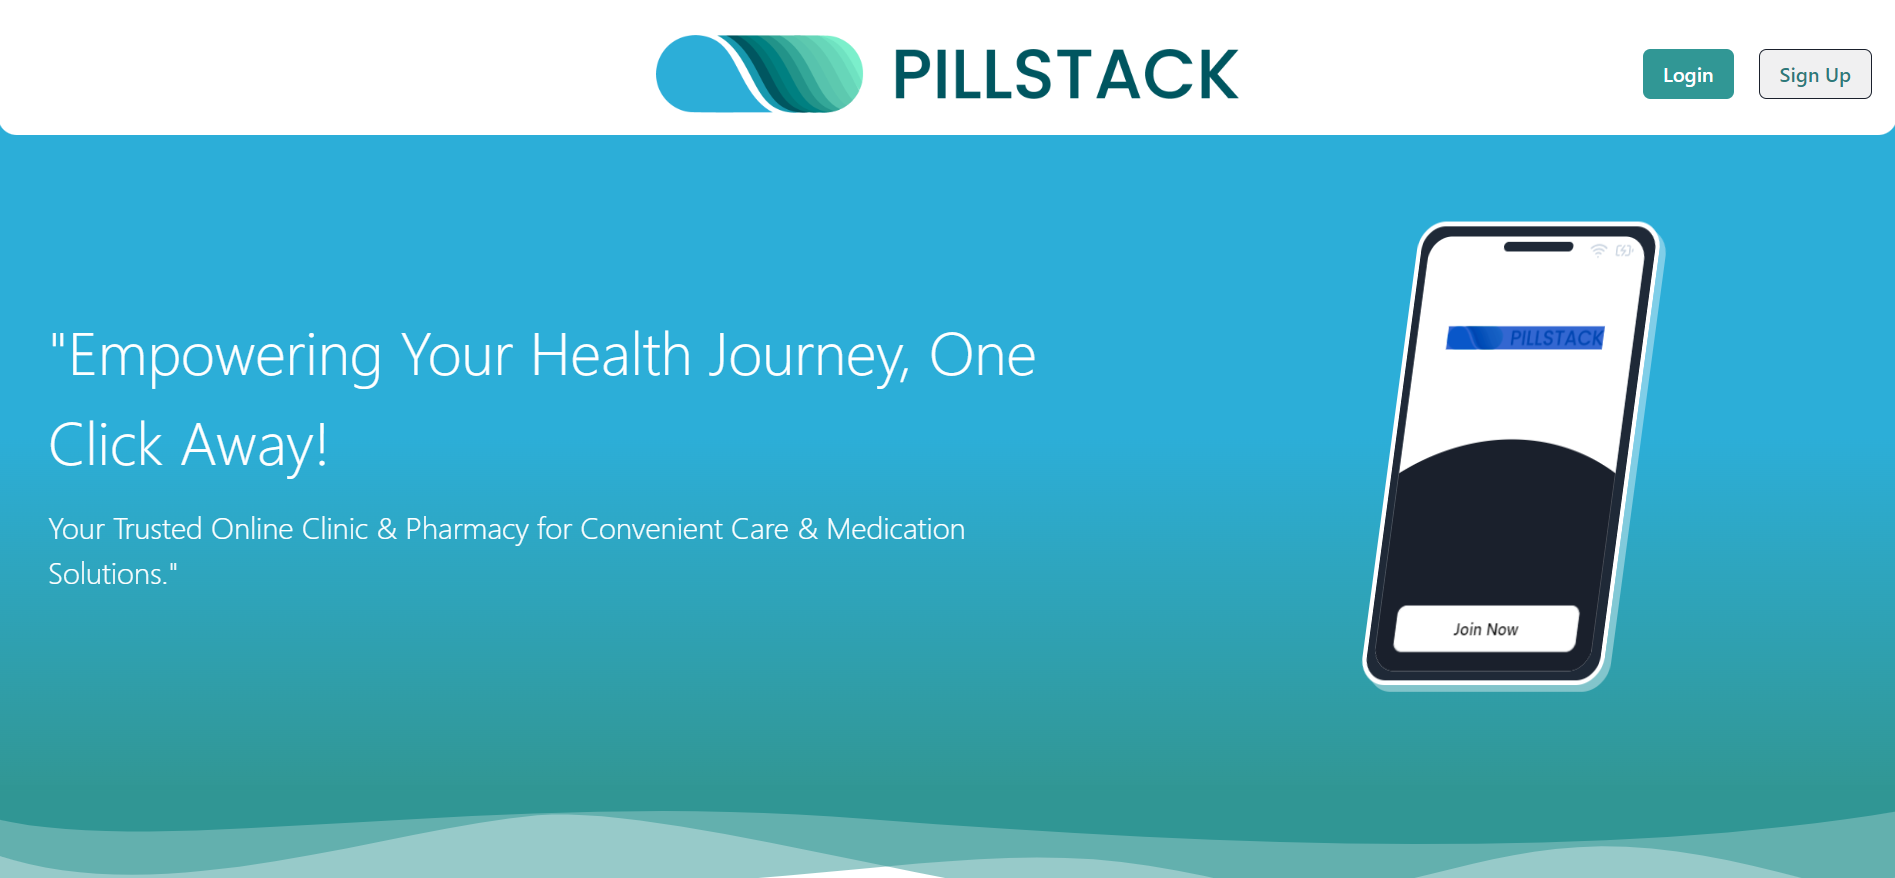 PILLSTACK
Login
Sign Up
"Empowering Your Health Journey, One
Click Away!
Your Trusted Online Clinic & Pharmacy for Convenient Care & Medication
Solutions."
PILLSTACK
Join Now